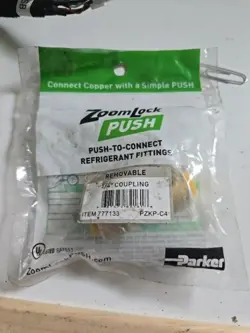 Connect Copper with a Simple PUSH
ZoomLock
PUSH
PUSH-TO-CONNECT
REFRIGERANT FITTINGS
REMOVABLE
COUPLING
ITEM 777133 PZKP-C4
UL
Parker